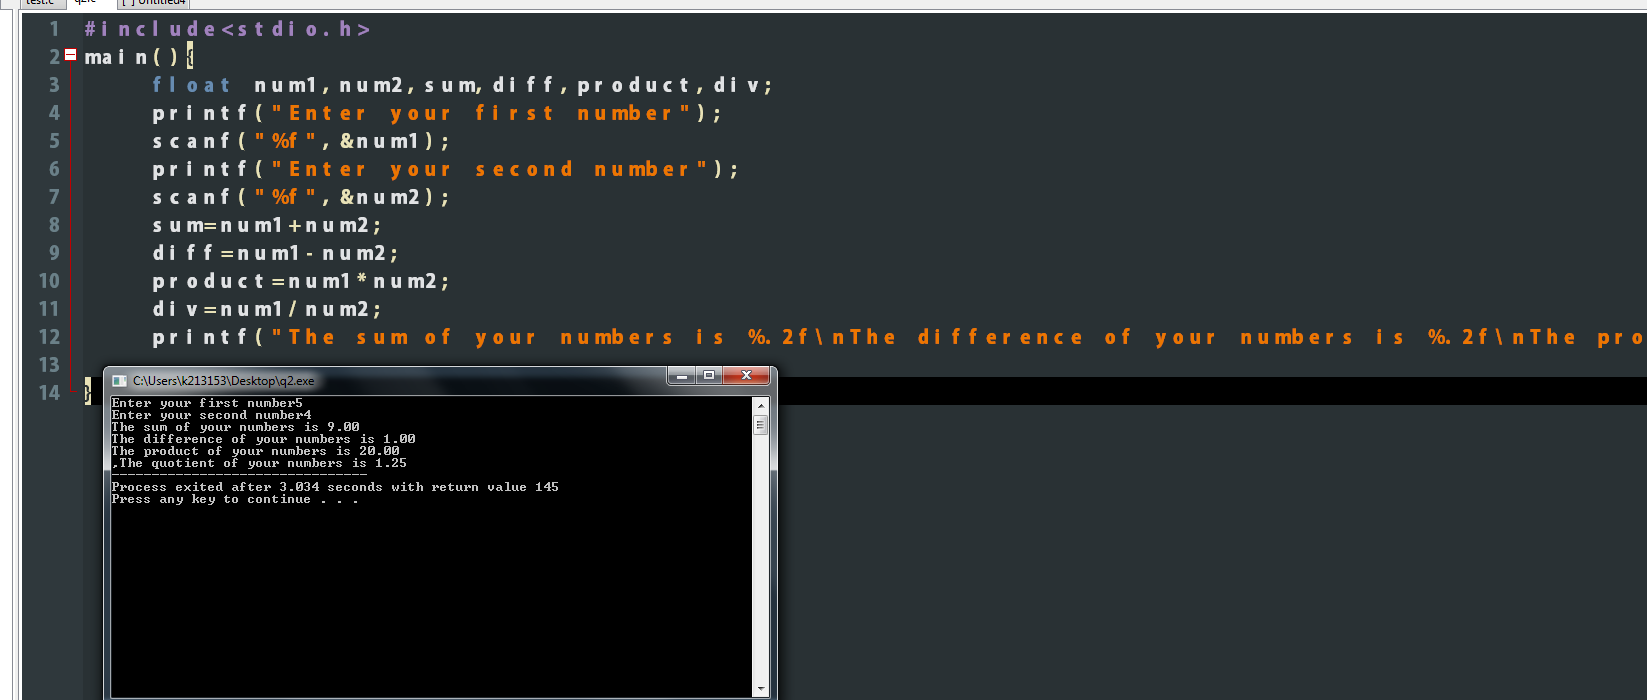 test.c q2.c [*] Untitled4
1 #include<stdio.h>
2 main(){
3 float num1,num2,sum,diff,product,div;
4 printf("Enter your first number");
5 scanf("%f",&num1);
6 printf("Enter your second number");
7 scanf("%f",&num2);
8 sum=num1+num2;
9 diff=num1-num2;
10 product=num1*num2;
11 div=num1/num2;
12 printf("The sum of your numbers is %.2f\nThe difference of your numbers is %.2f\nThe pro
13
14 }
C:\Users\k213153\Desktop\q2.exe
Enter your first number5
Enter your second number4
The sum of your numbers is 9.00
The difference of your numbers is 1.00
The product of your numbers is 20.00
,The quotient of your numbers is 1.25
--------------------------------
Process exited after 3.034 seconds with return value 145
Press any key to continue . . .